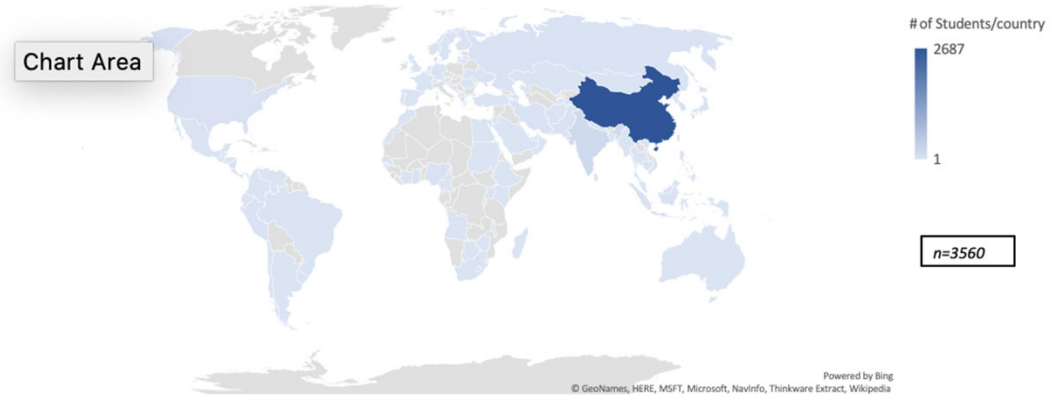 # of Students/country
Chart Area
2687
1
n=3560
Powered by Bing
© GeoNames, HERE, MSFT, Microsoft, NavInfo, Thinkware Extract, Wikipedia